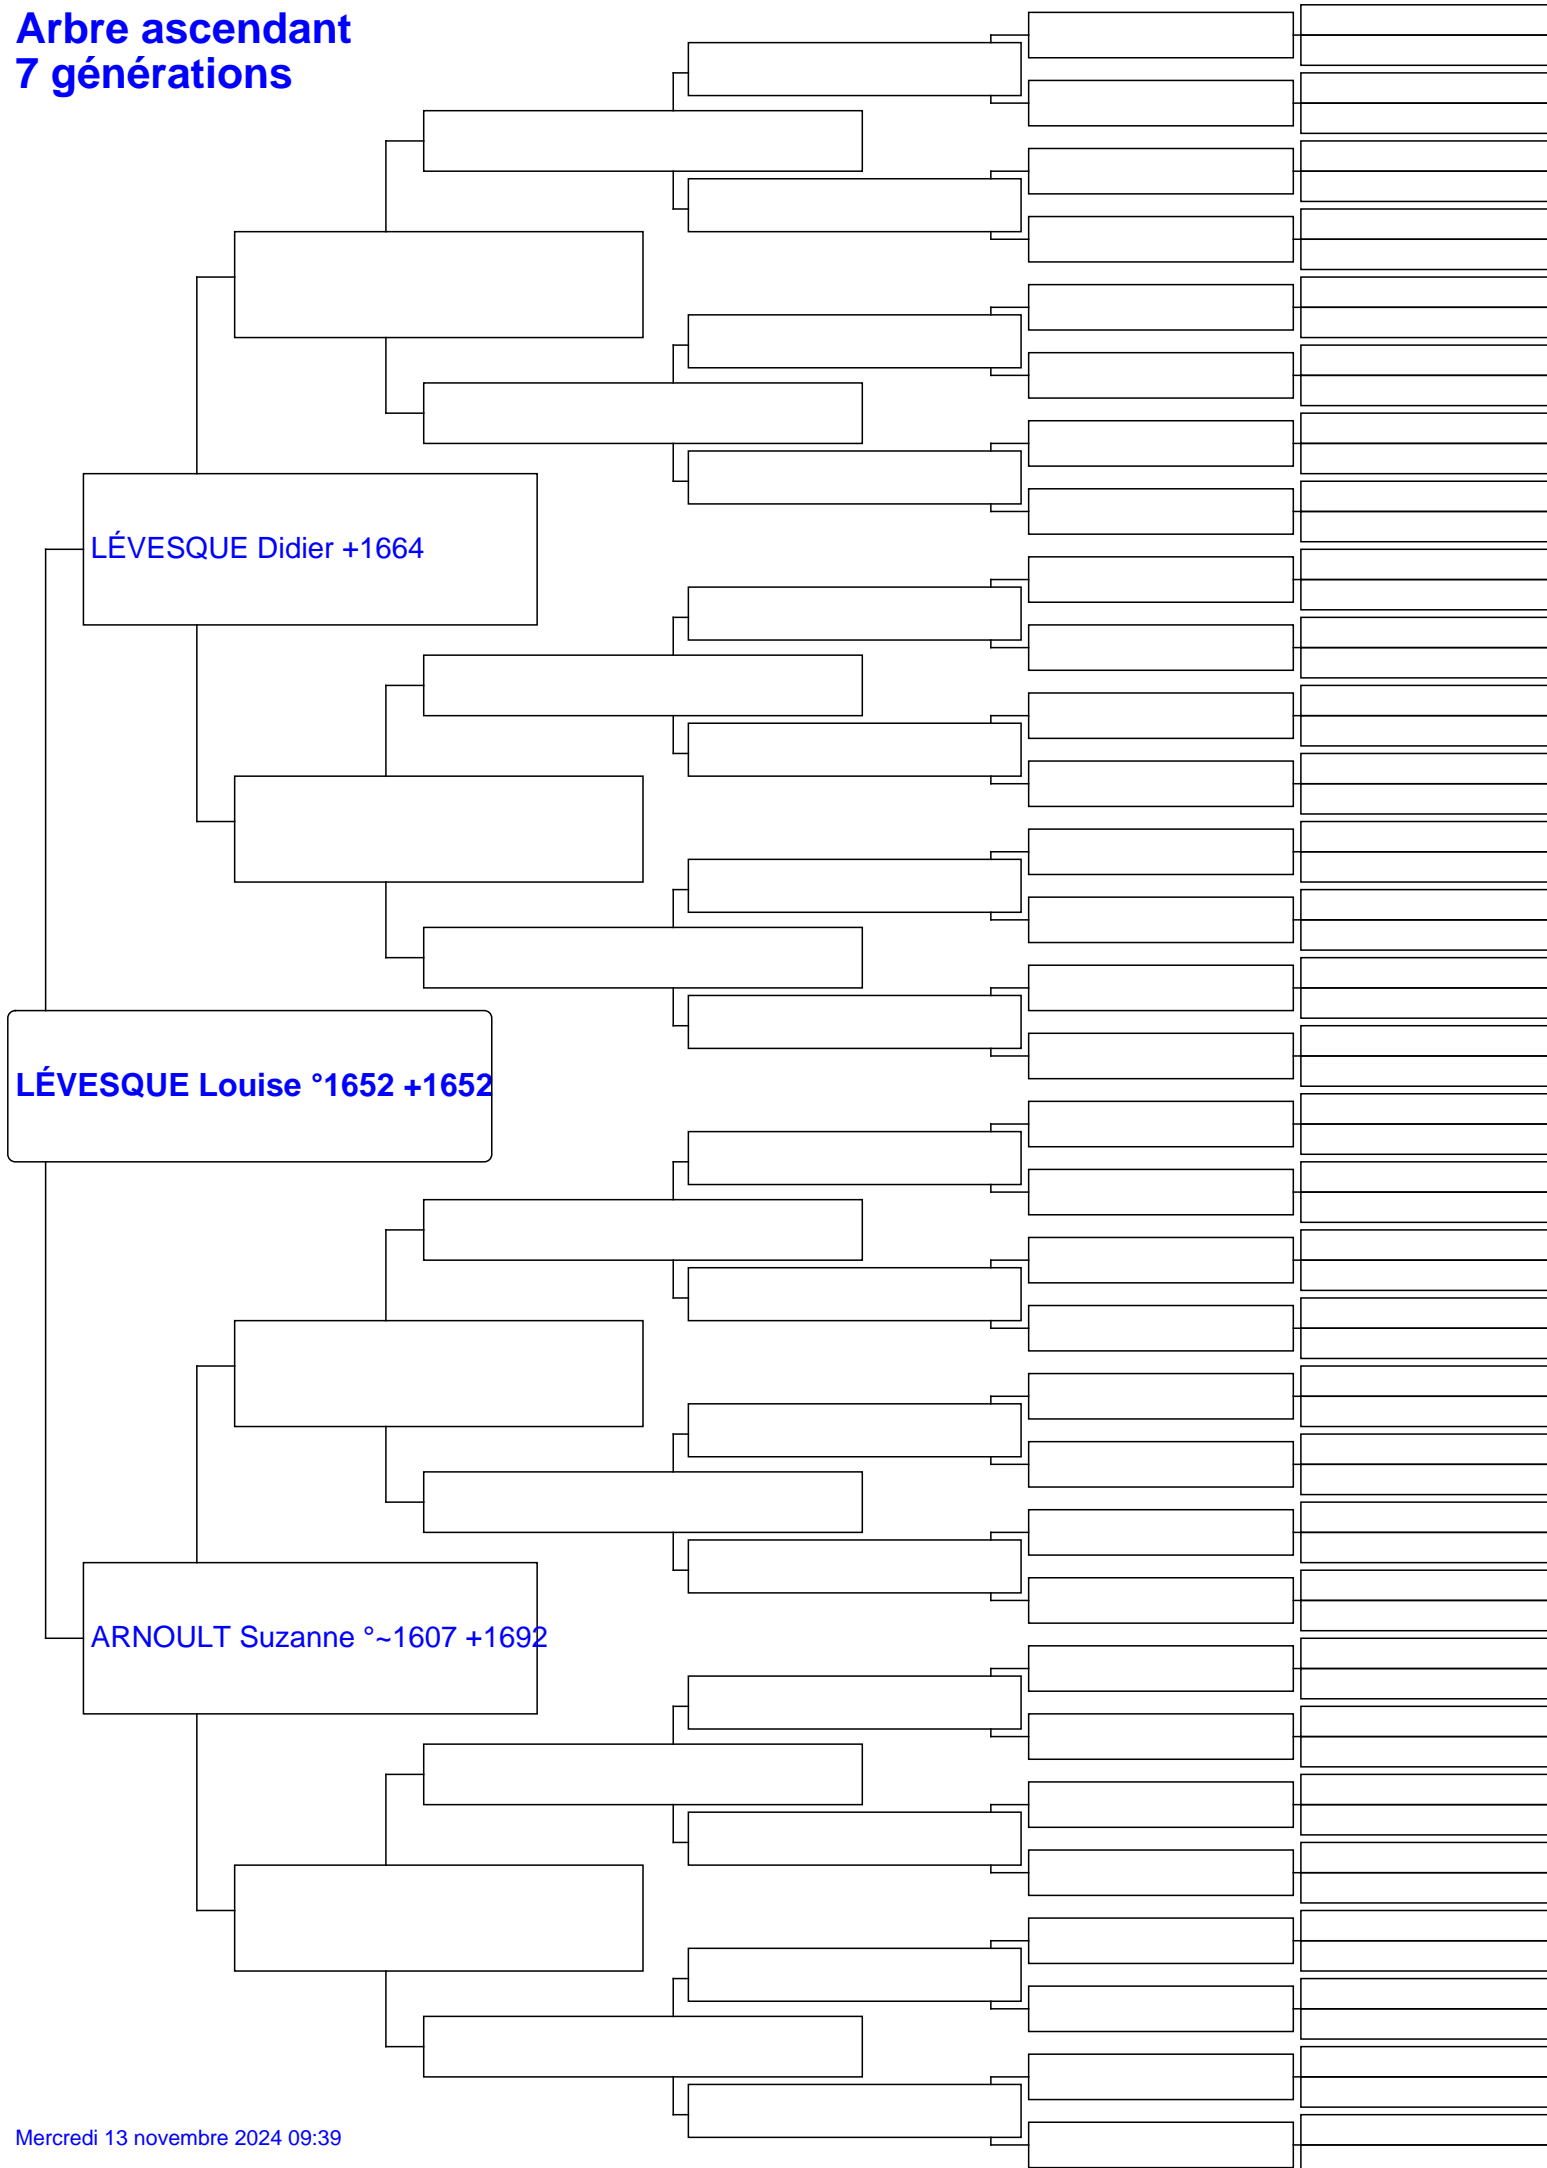 Arbre ascendant
7 générations
LÉVESQUE Didier +1664
LÉVESQUE Louise °1652 +1652
ARNOULT Suzanne °~1607 +1692
Mercredi 13 novembre 2024 09:39